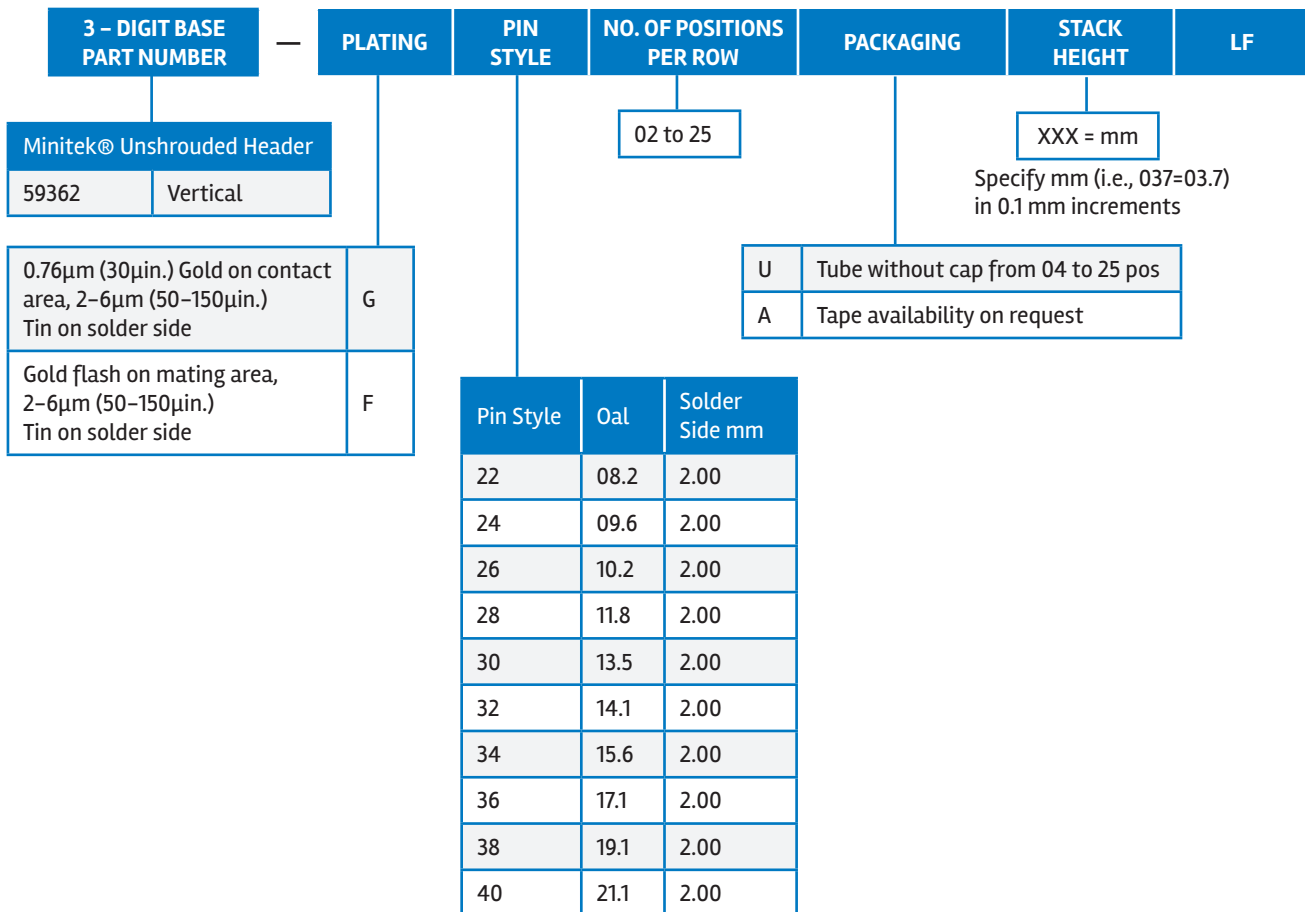 3 – DIGIT BASE
PART NUMBER
—
PLATING
PIN
STYLE
NO. OF POSITIONS
PER ROW
PACKAGING
STACK
HEIGHT
LF
Minitek® Unshrouded Header
59362 Vertical
02 to 25
XXX = mm
Specify mm (i.e., 037=03.7)
in 0.1 mm increments
0.76µm (30µin.) Gold on contact
area, 2–6µm (50–150µin.)
Tin on solder side
G
Gold flash on mating area,
2–6µm (50–150µin.)
Tin on solder side
F
U Tube without cap from 04 to 25 pos
A Tape availability on request
Pin Style Oal Solder
Side mm
22 08.2 2.00
24 09.6 2.00
26 10.2 2.00
28 11.8 2.00
30 13.5 2.00
32 14.1 2.00
34 15.6 2.00
36 17.1 2.00
38 19.1 2.00
40 21.1 2.00